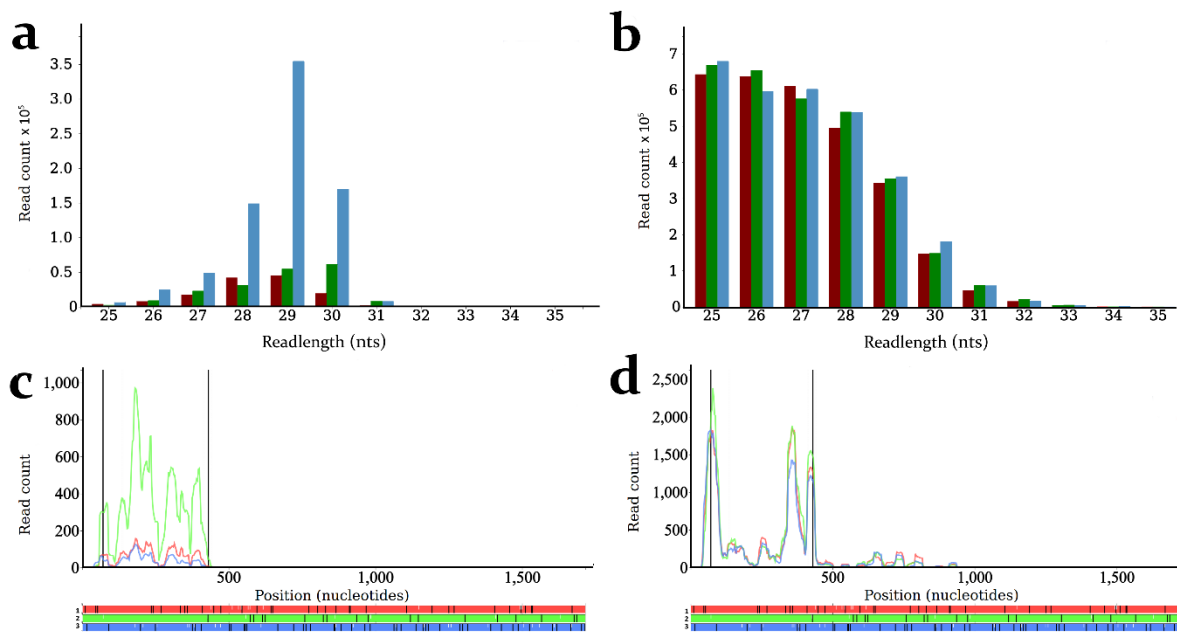 a
Read count x 10⁵
3.5
3.0
2.5
2.0
1.5
1.0
0.5
0
25 26 27 28 29 30 31 32 33 34 35
Readlength (nts)
b
Read count x 10⁵
7
6
5
4
3
2
1
0
25 26 27 28 29 30 31 32 33 34 35
Readlength (nts)
c
Read count
1,000
800
600
400
200
0
500 1,000 1,500
Position (nucleotides)
1
2
3
d
Read count
2,500
2,000
1,500
1,000
500
0
500 1,000 1,500
Position (nucleotides)
1
2
3